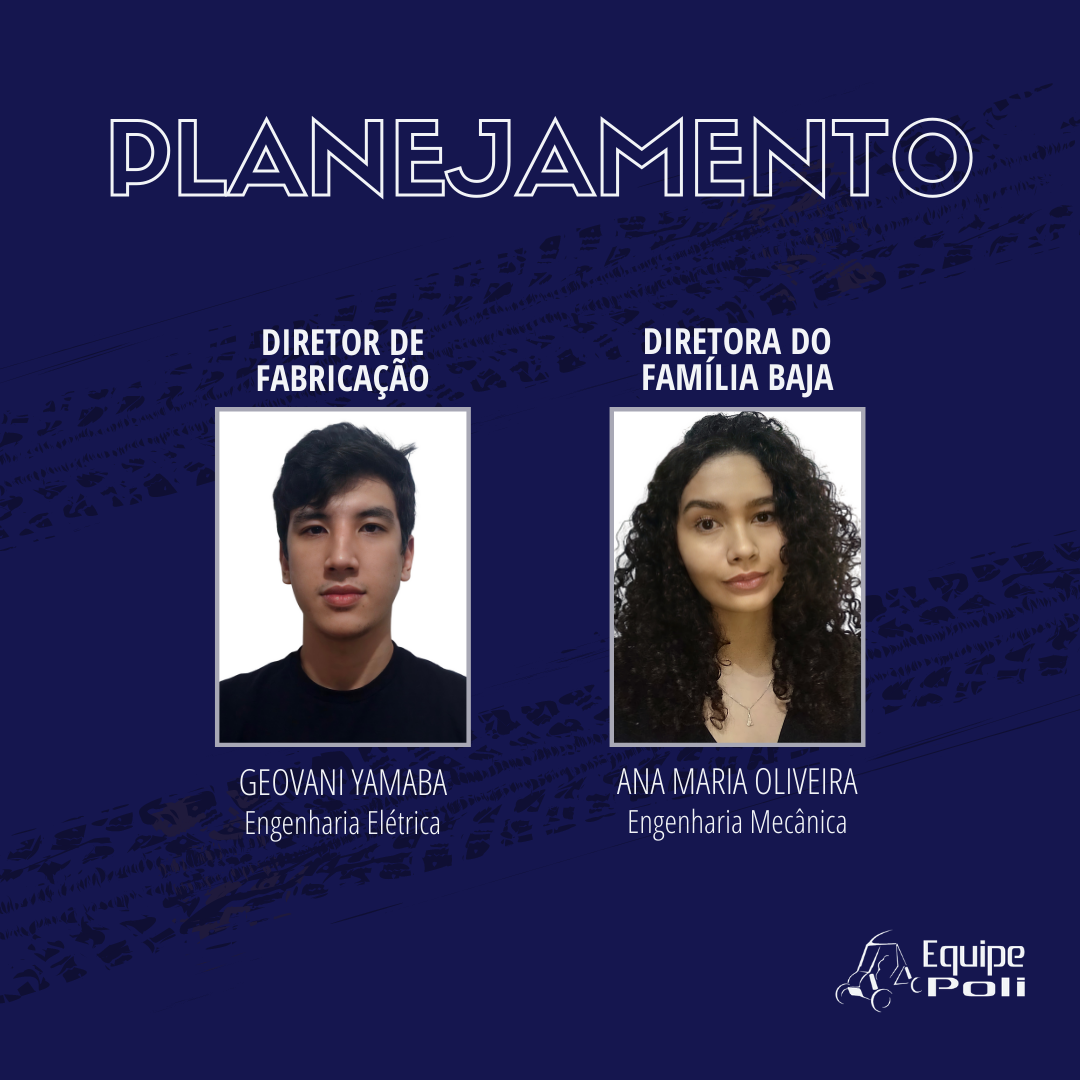 PLANEJAMENTO
DIRETOR DE
FABRICAÇÃO
DIRETORA DO
FAMÍLIA BAJA
GEOVANI YAMABA
Engenharia Elétrica
ANA MARIA OLIVEIRA
Engenharia Mecânica
Equipe
Poli